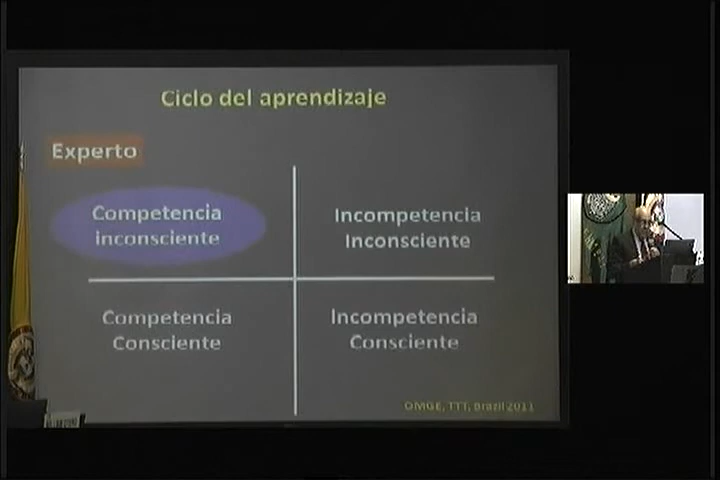 Ciclo del aprendizaje
Experto
Competencia
inconsciente
Incompetencia
Inconsciente
Competencia
Consciente
Incompetencia
Consciente
OMGE, TTT, Brazil 2011